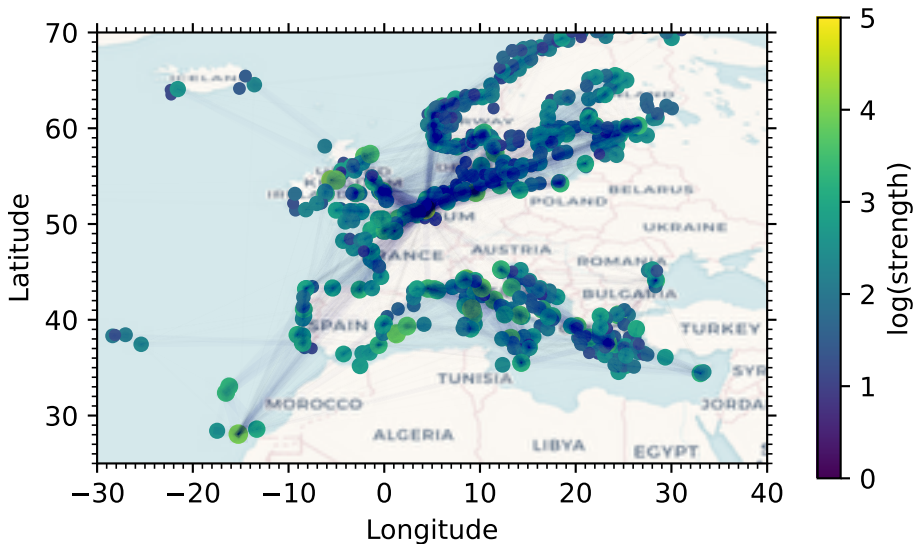 70
60
50
40
30
Latitude
−30
−20
−10
0
10
20
30
40
Longitude
5
4
3
2
1
0
log(strength)
BELARUS
POLAND
UKRAINE
AUSTRIA
ROMANIA
BULGARIA
SPAIN
TURKEY
TUNISIA
MOROCCO
ALGERIA
LIBYA
EGYPT